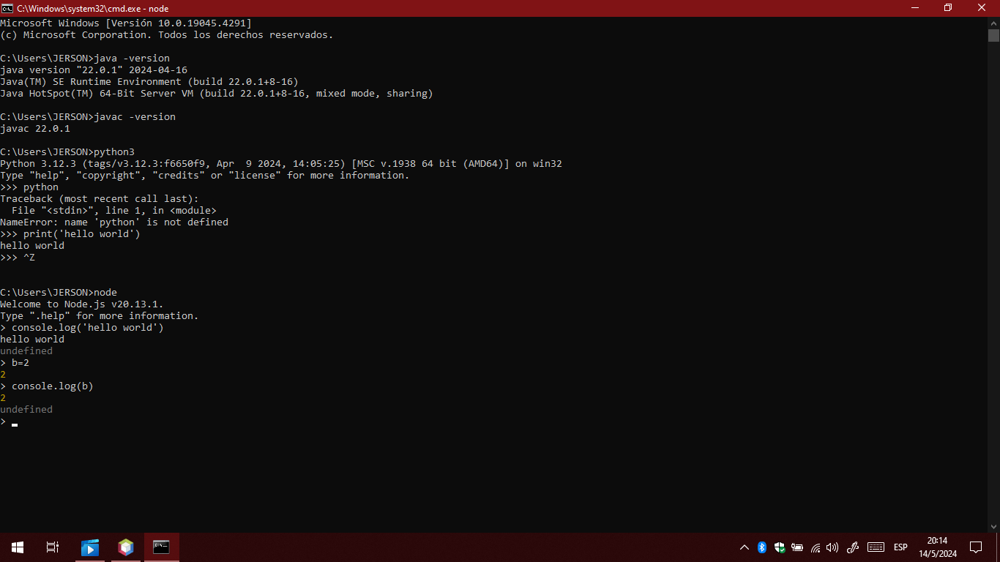 C:\Windows\system32\cmd.exe - node
Microsoft Windows [Versión 10.0.19045.4291]
(c) Microsoft Corporation. Todos los derechos reservados.
C:\Users\JERSON>java -version
java version "22.0.1" 2024-04-16
Java(TM) SE Runtime Environment (build 22.0.1+8-16)
Java HotSpot(TM) 64-Bit Server VM (build 22.0.1+8-16, mixed mode, sharing)
C:\Users\JERSON>javac -version
javac 22.0.1
C:\Users\JERSON>python3
Python 3.12.3 (tags/v3.12.3:f6650f9, Apr  9 2024, 14:05:25) [MSC v.1938 64 bit (AMD64)] on win32
Type "help", "copyright", "credits" or "license" for more information.
>>> python
Traceback (most recent call last):
  File "<stdin>", line 1, in <module>
NameError: name 'python' is not defined
>>> print('hello world')
hello world
>>> ^Z
C:\Users\JERSON>node
Welcome to Node.js v20.13.1.
Type ".help" for more information.
> console.log('hello world')
hello world
undefined
> b=2
2
> console.log(b)
2
undefined
>
ESP
20:14
14/5/2024